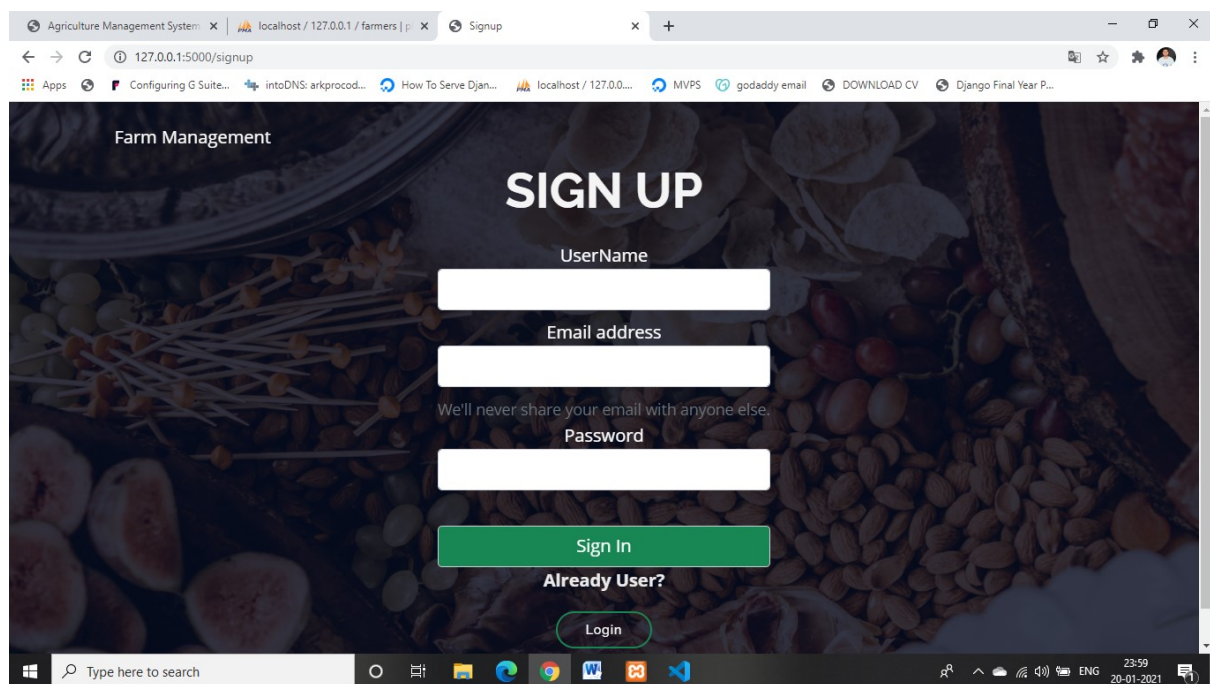 Agriculture Management System
localhost / 127.0.0.1 / farmers | p
Signup
127.0.0.1:5000/signup
Apps
Configuring G Suite...
intoDNS: arkprocod...
How To Serve Djan...
localhost / 127.0.0....
MVPS
godaddy email
DOWNLOAD CV
Django Final Year P...
Farm Management
SIGN UP
UserName
Email address
We'll never share your email with anyone else.
Password
Sign In
Already User?
Login
Type here to search
ENG
23:59
20-01-2021